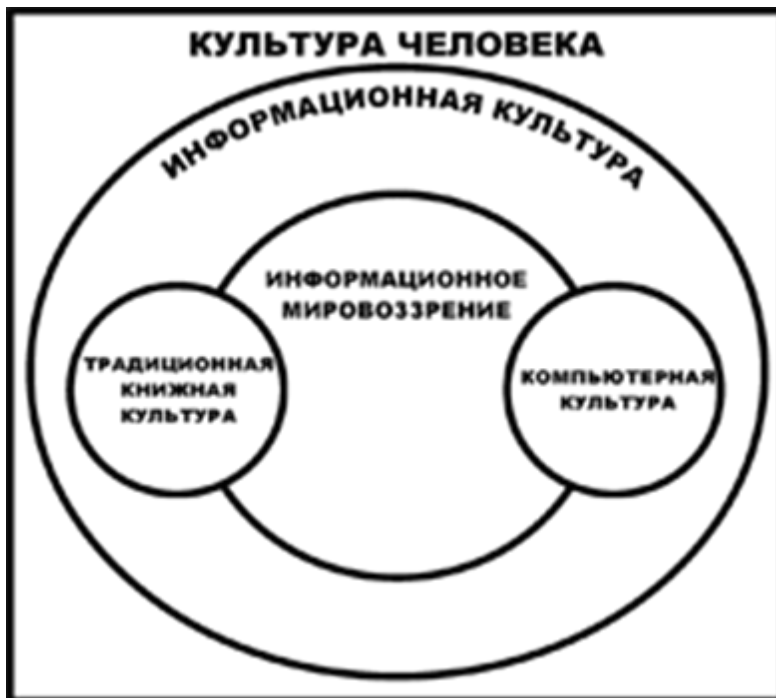 КУЛЬТУРА ЧЕЛОВЕКА
ИНФОРМАЦИОННАЯ КУЛЬТУРА
ИНФОРМАЦИОННОЕ
МИРОВОЗЗРЕНИЕ
ТРАДИЦИОННАЯ
КНИЖНАЯ
КУЛЬТУРА
КОМПЬЮТЕРНАЯ
КУЛЬТУРА